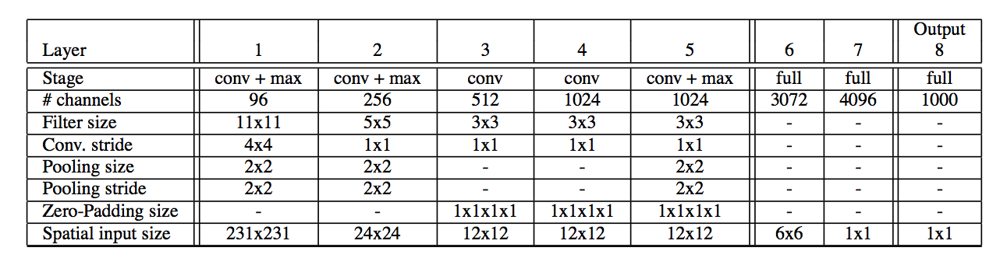 Output
Layer 1 2 3 4 5 6 7 8
Stage conv + max conv + max conv conv conv + max full full full
# channels 96 256 512 1024 1024 3072 4096 1000
Filter size 11x11 5x5 3x3 3x3 3x3 - - -
Conv. stride 4x4 1x1 1x1 1x1 1x1 - - -
Pooling size 2x2 2x2 - - 2x2 - - -
Pooling stride 2x2 2x2 - - 2x2 - - -
Zero-Padding size - - 1x1x1x1 1x1x1x1 1x1x1x1 - - -
Spatial input size 231x231 24x24 12x12 12x12 12x12 6x6 1x1 1x1